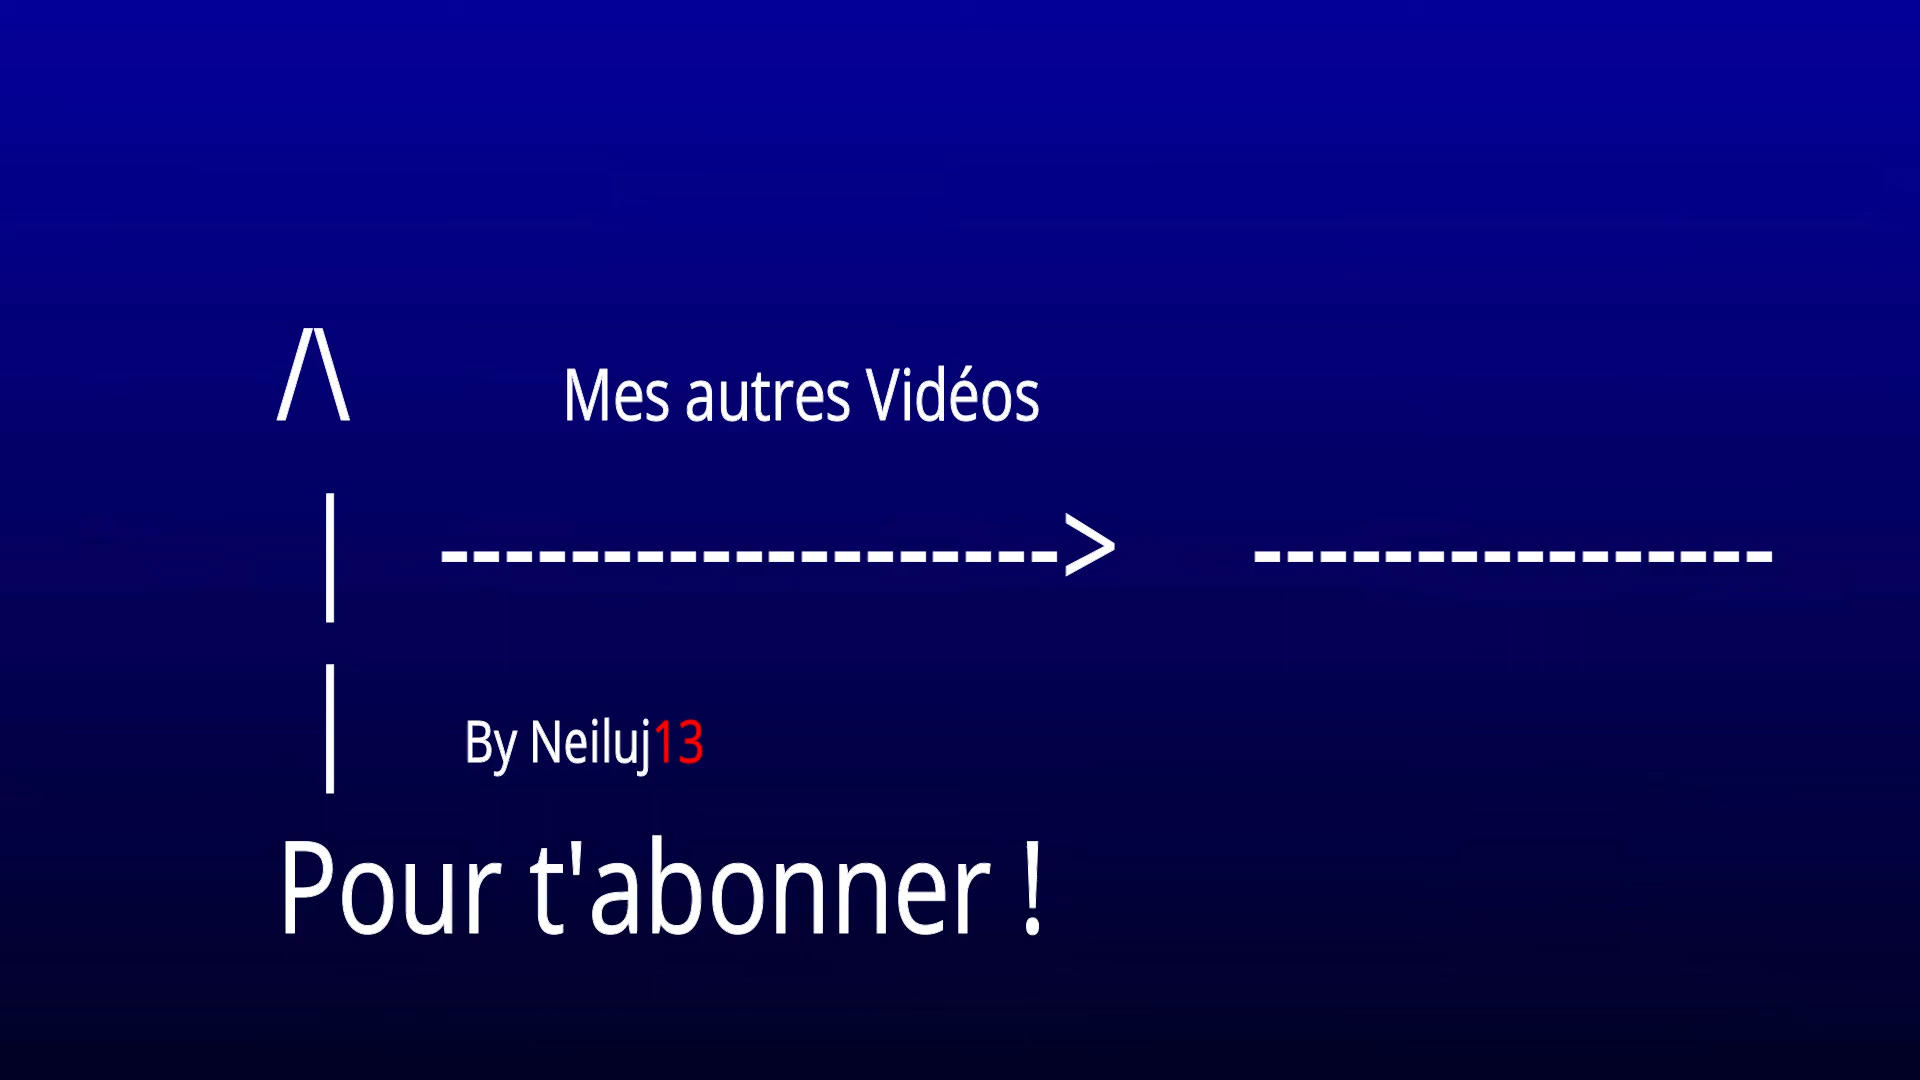 /\
Mes autres Vidéos
|
-------------------> ----------------
|
By Neiluj13
Pour t'abonner !